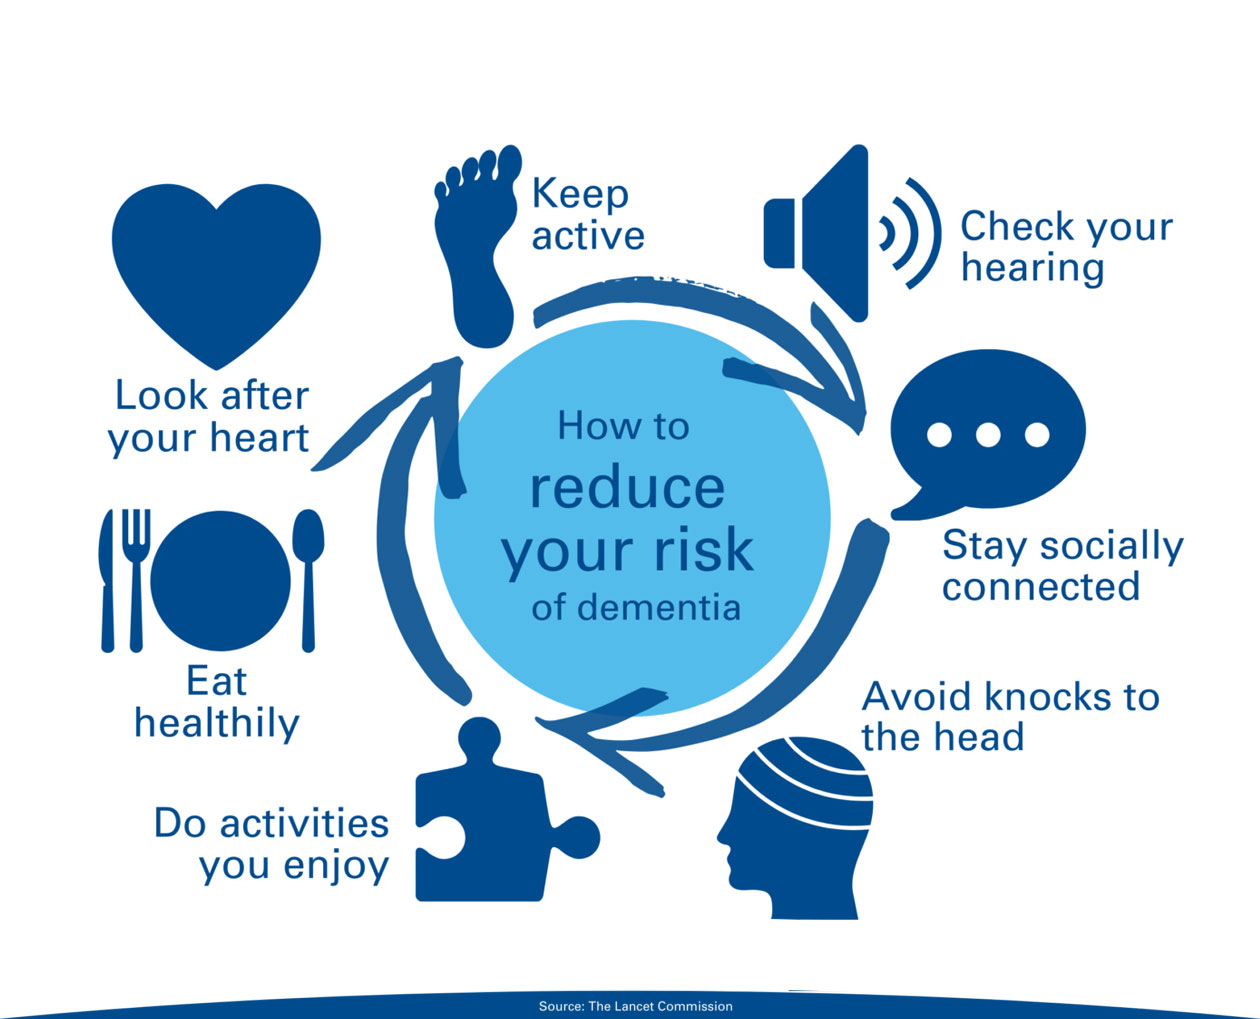 How to
reduce
your risk
of dementia
Keep
active
Check your
hearing
Stay socially
connected
Avoid knocks to
the head
Do activities
you enjoy
Eat
healthily
Look after
your heart
Source: The Lancet Commission